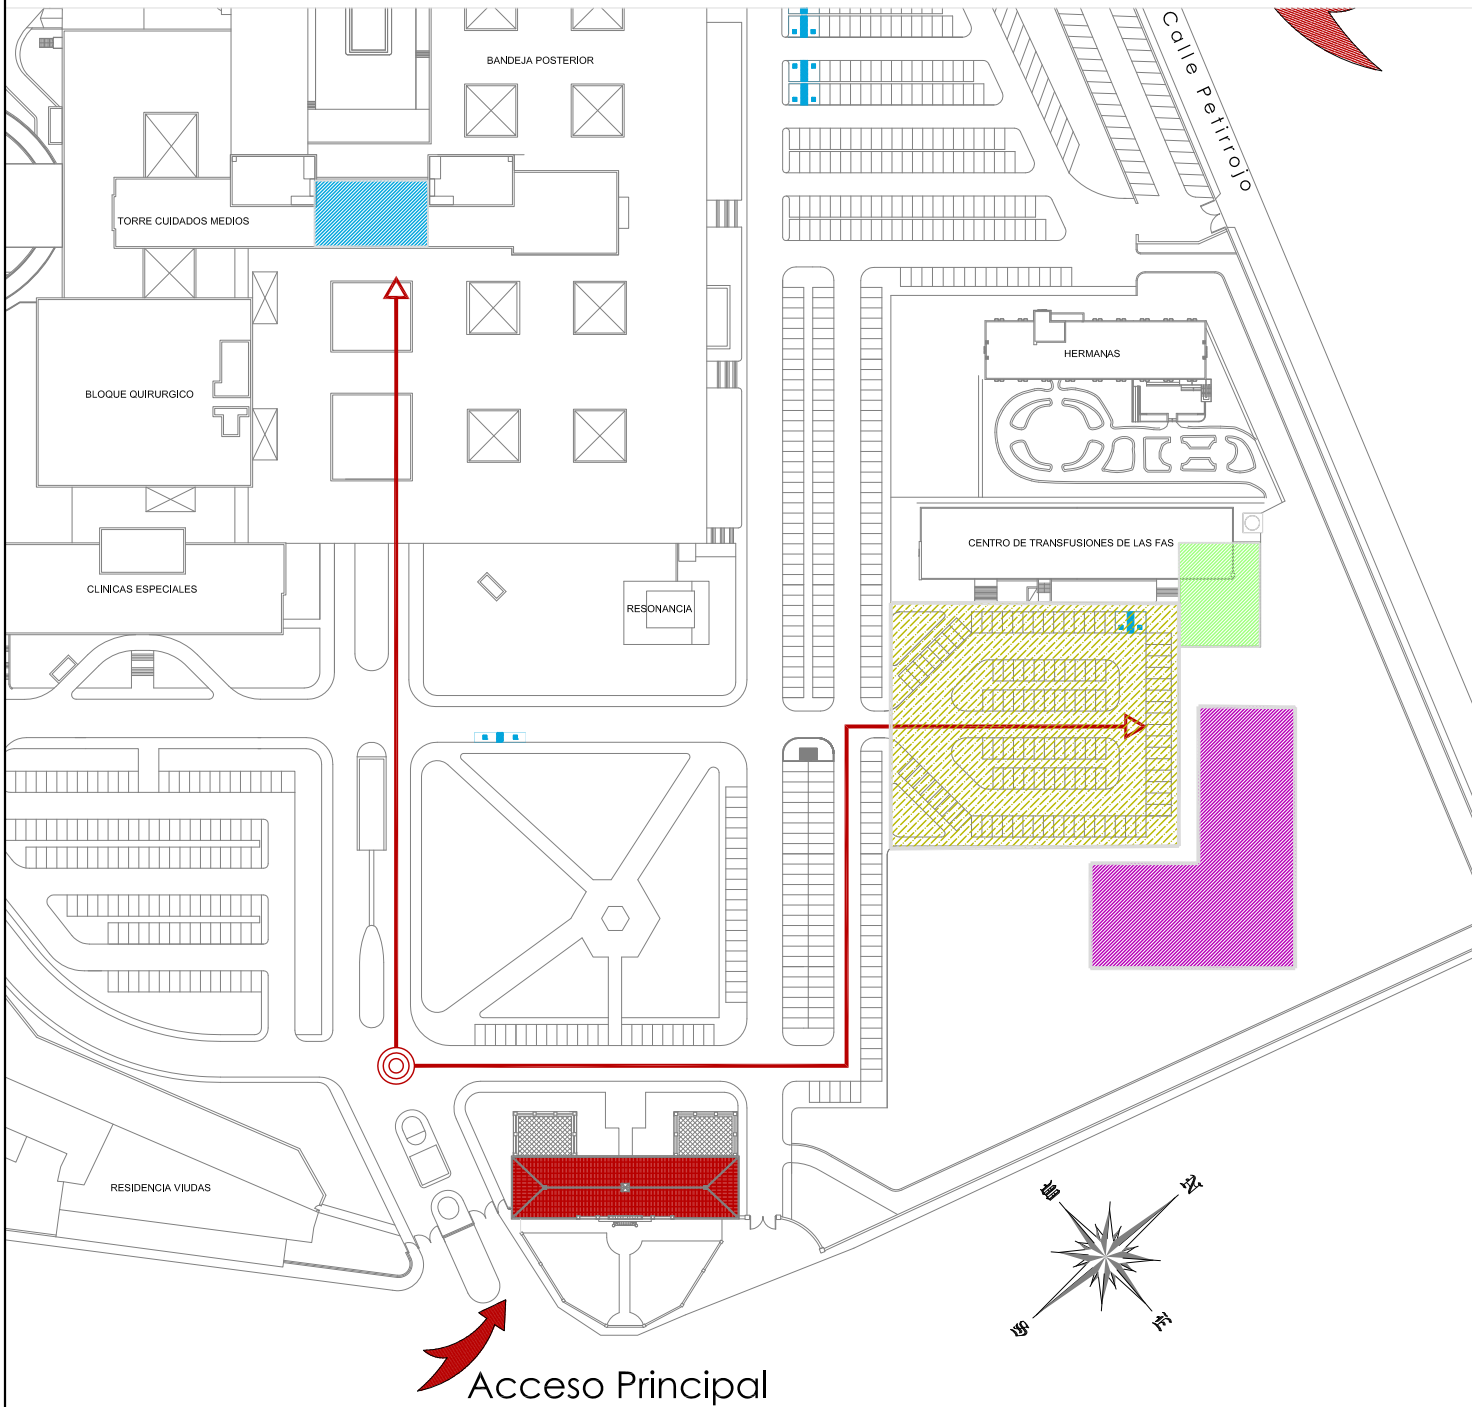 BANDEJA POSTERIOR
Calle Petirrojo
TORRE CUIDADOS MEDIOS
HERMANAS
BLOQUE QUIRURGICO
CENTRO DE TRANSFUSIONES DE LAS FAS
CLINICAS ESPECIALES
RESONANCIA
RESIDENCIA VIUDAS
N
S
E
Acceso Principal